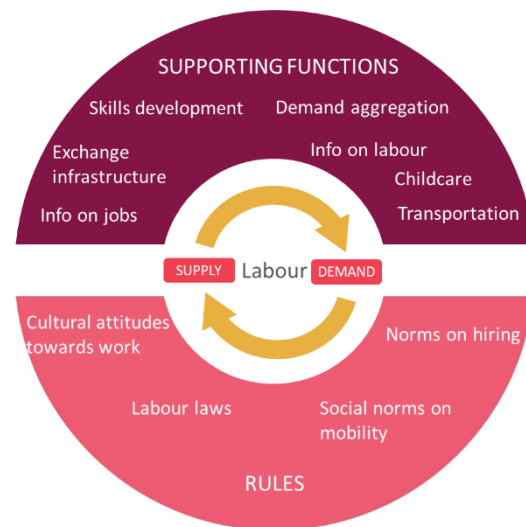 SUPPORTING FUNCTIONS
Skills development
Demand aggregation
Exchange
infrastructure
Info on labour
Childcare
Info on jobs
Transportation
SUPPLY
Labour
DEMAND
Cultural attitudes
towards work
Norms on hiring
Labour laws
Social norms on
mobility
RULES